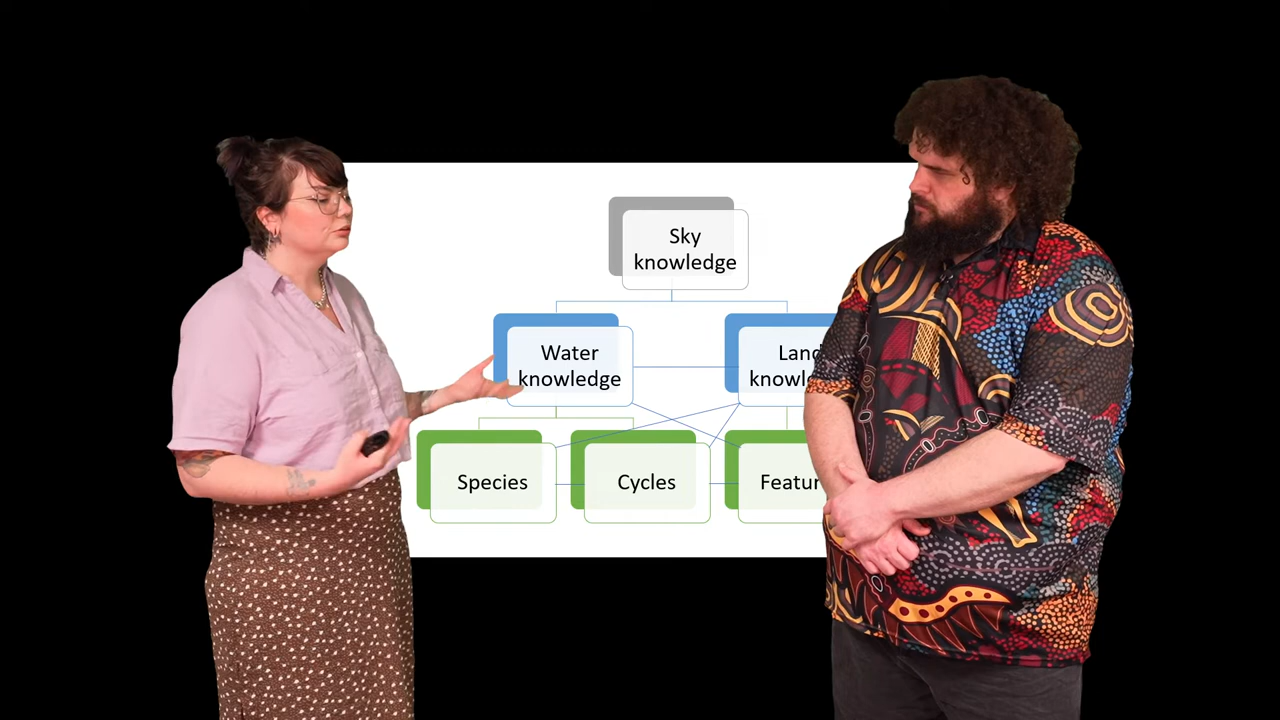 Sky
knowledge
Water
knowledge
Species
Cycles